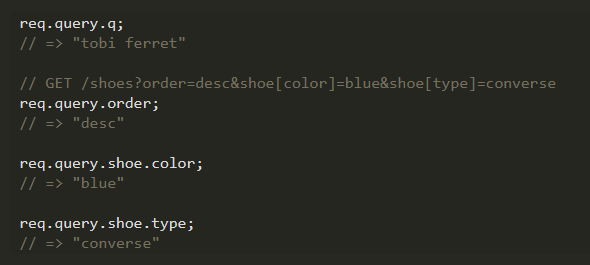 req.query.q;
// => "tobi ferret"
// GET /shoes?order=desc&shoe[color]=blue&shoe[type]=converse
req.query.order;
// => "desc"
req.query.shoe.color;
// => "blue"
req.query.shoe.type;
// => "converse"